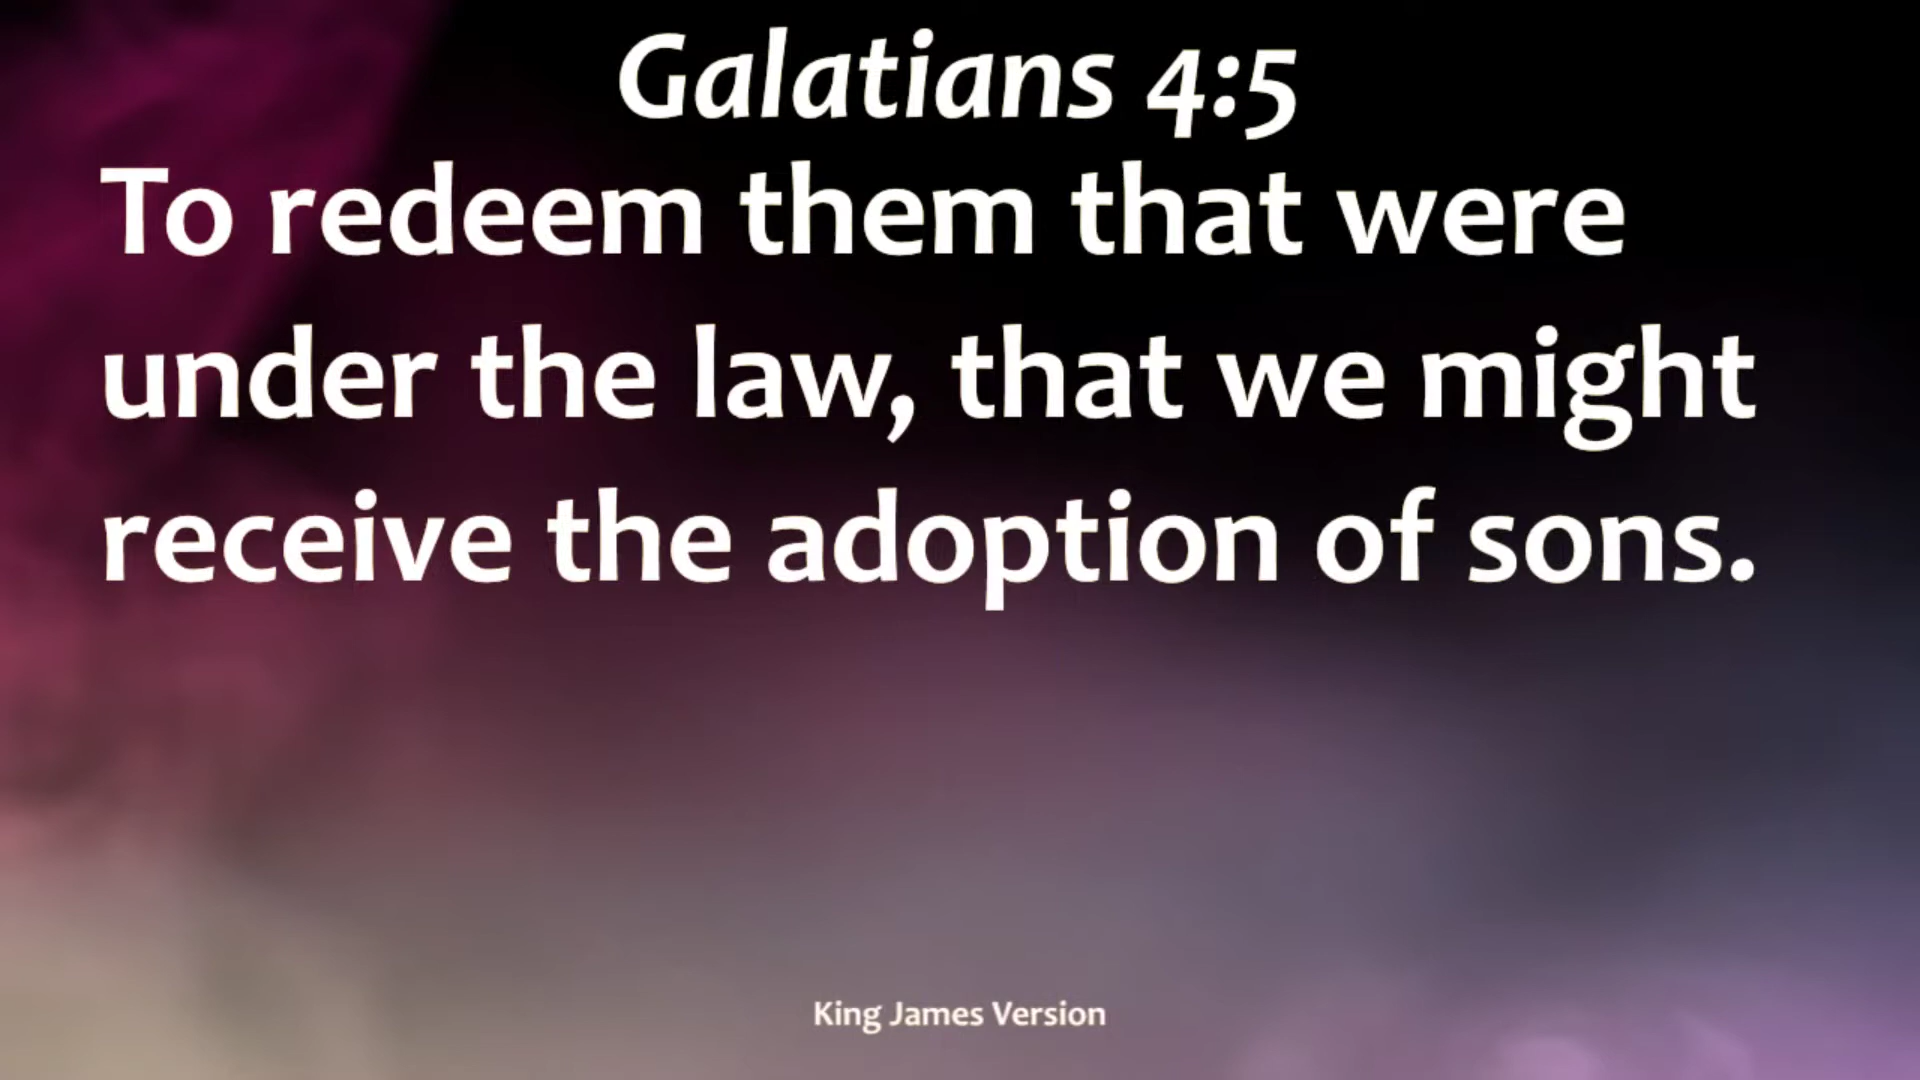 Galatians 4:5
To redeem them that were
under the law, that we might
receive the adoption of sons.
King James Version